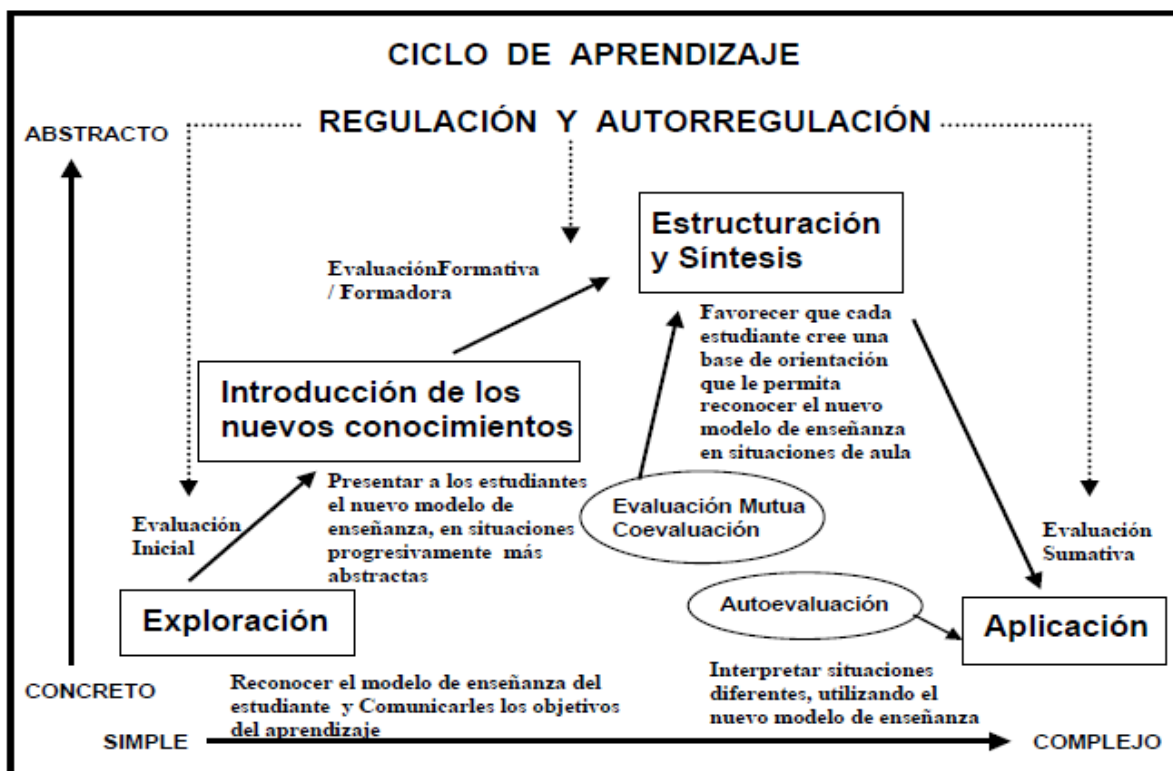 CICLO DE APRENDIZAJE
REGULACIÓN Y AUTORREGULACIÓN
ABSTRACTO
Estructuración
y Síntesis
EvaluaciónFormativa
/ Formadora
Favorecer que cada
estudiante cree una
base de orientación
que le permita
reconocer el nuevo
modelo de enseñanza
en situaciones de aula
Introducción de los
nuevos conocimientos
Presentar a los estudiantes
el nuevo modelo de
enseñanza, en situaciones
progresivamente más
abstractas
Evaluación Mutua
Coevaluación
Evaluación
Inicial
Evaluación
Sumativa
Exploración
Autoevaluación
Aplicación
Reconocer el modelo de enseñanza del
estudiante y Comunicarles los objetivos
del aprendizaje
Interpretar situaciones
diferentes, utilizando el
nuevo modelo de enseñanza
CONCRETO
SIMPLE
COMPLEJO